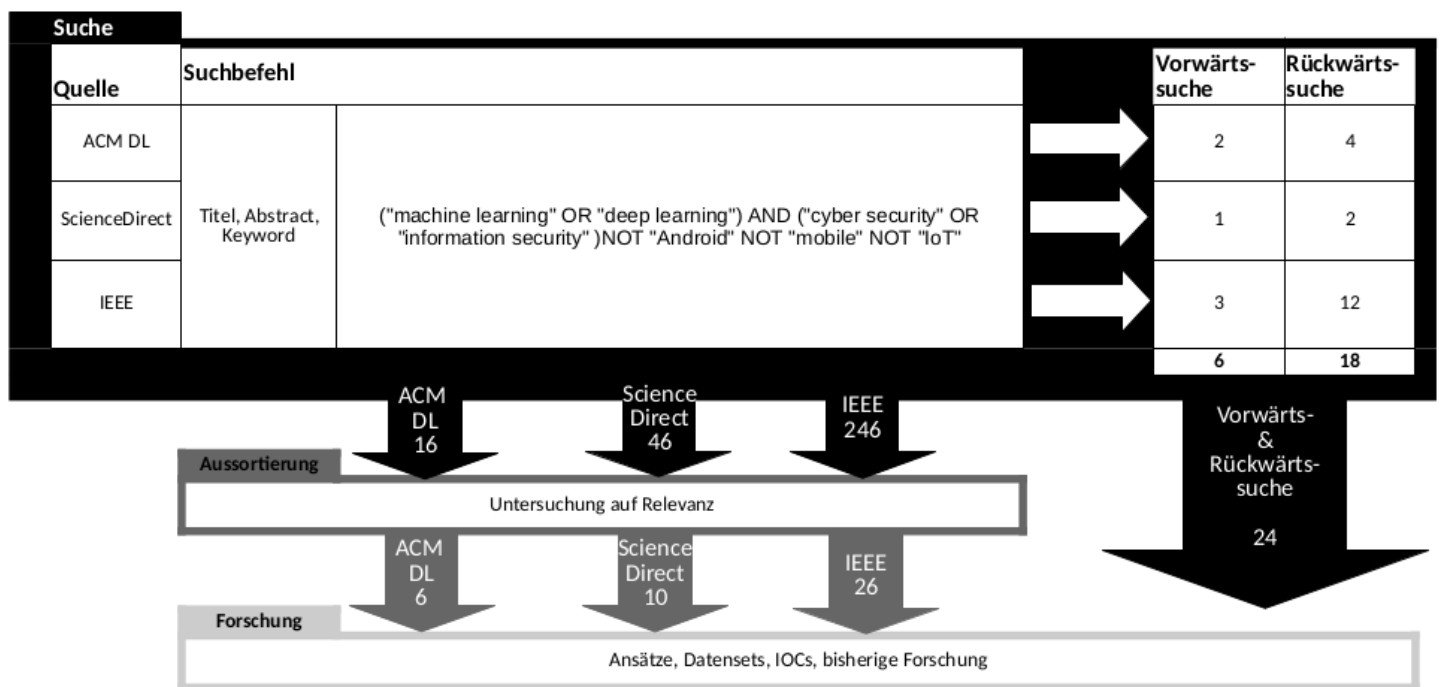 Suche
Quelle
Suchbefehl
Vorwärts-
suche
Rückwärts-
suche
ACM DL
ScienceDirect
IEEE
Titel, Abstract,
Keyword
("machine learning" OR "deep learning") AND ("cyber security" OR
"information security" )NOT "Android" NOT "mobile" NOT "IoT"
2
4
1
2
3
12
6
18
ACM
DL
16
Science
Direct
46
IEEE
246
Vorwärts-
&
Rückwärts-
suche
24
Aussortierung
Untersuchung auf Relevanz
ACM
DL
6
Science
Direct
10
IEEE
26
Forschung
Ansätze, Datensets, IOCs, bisherige Forschung